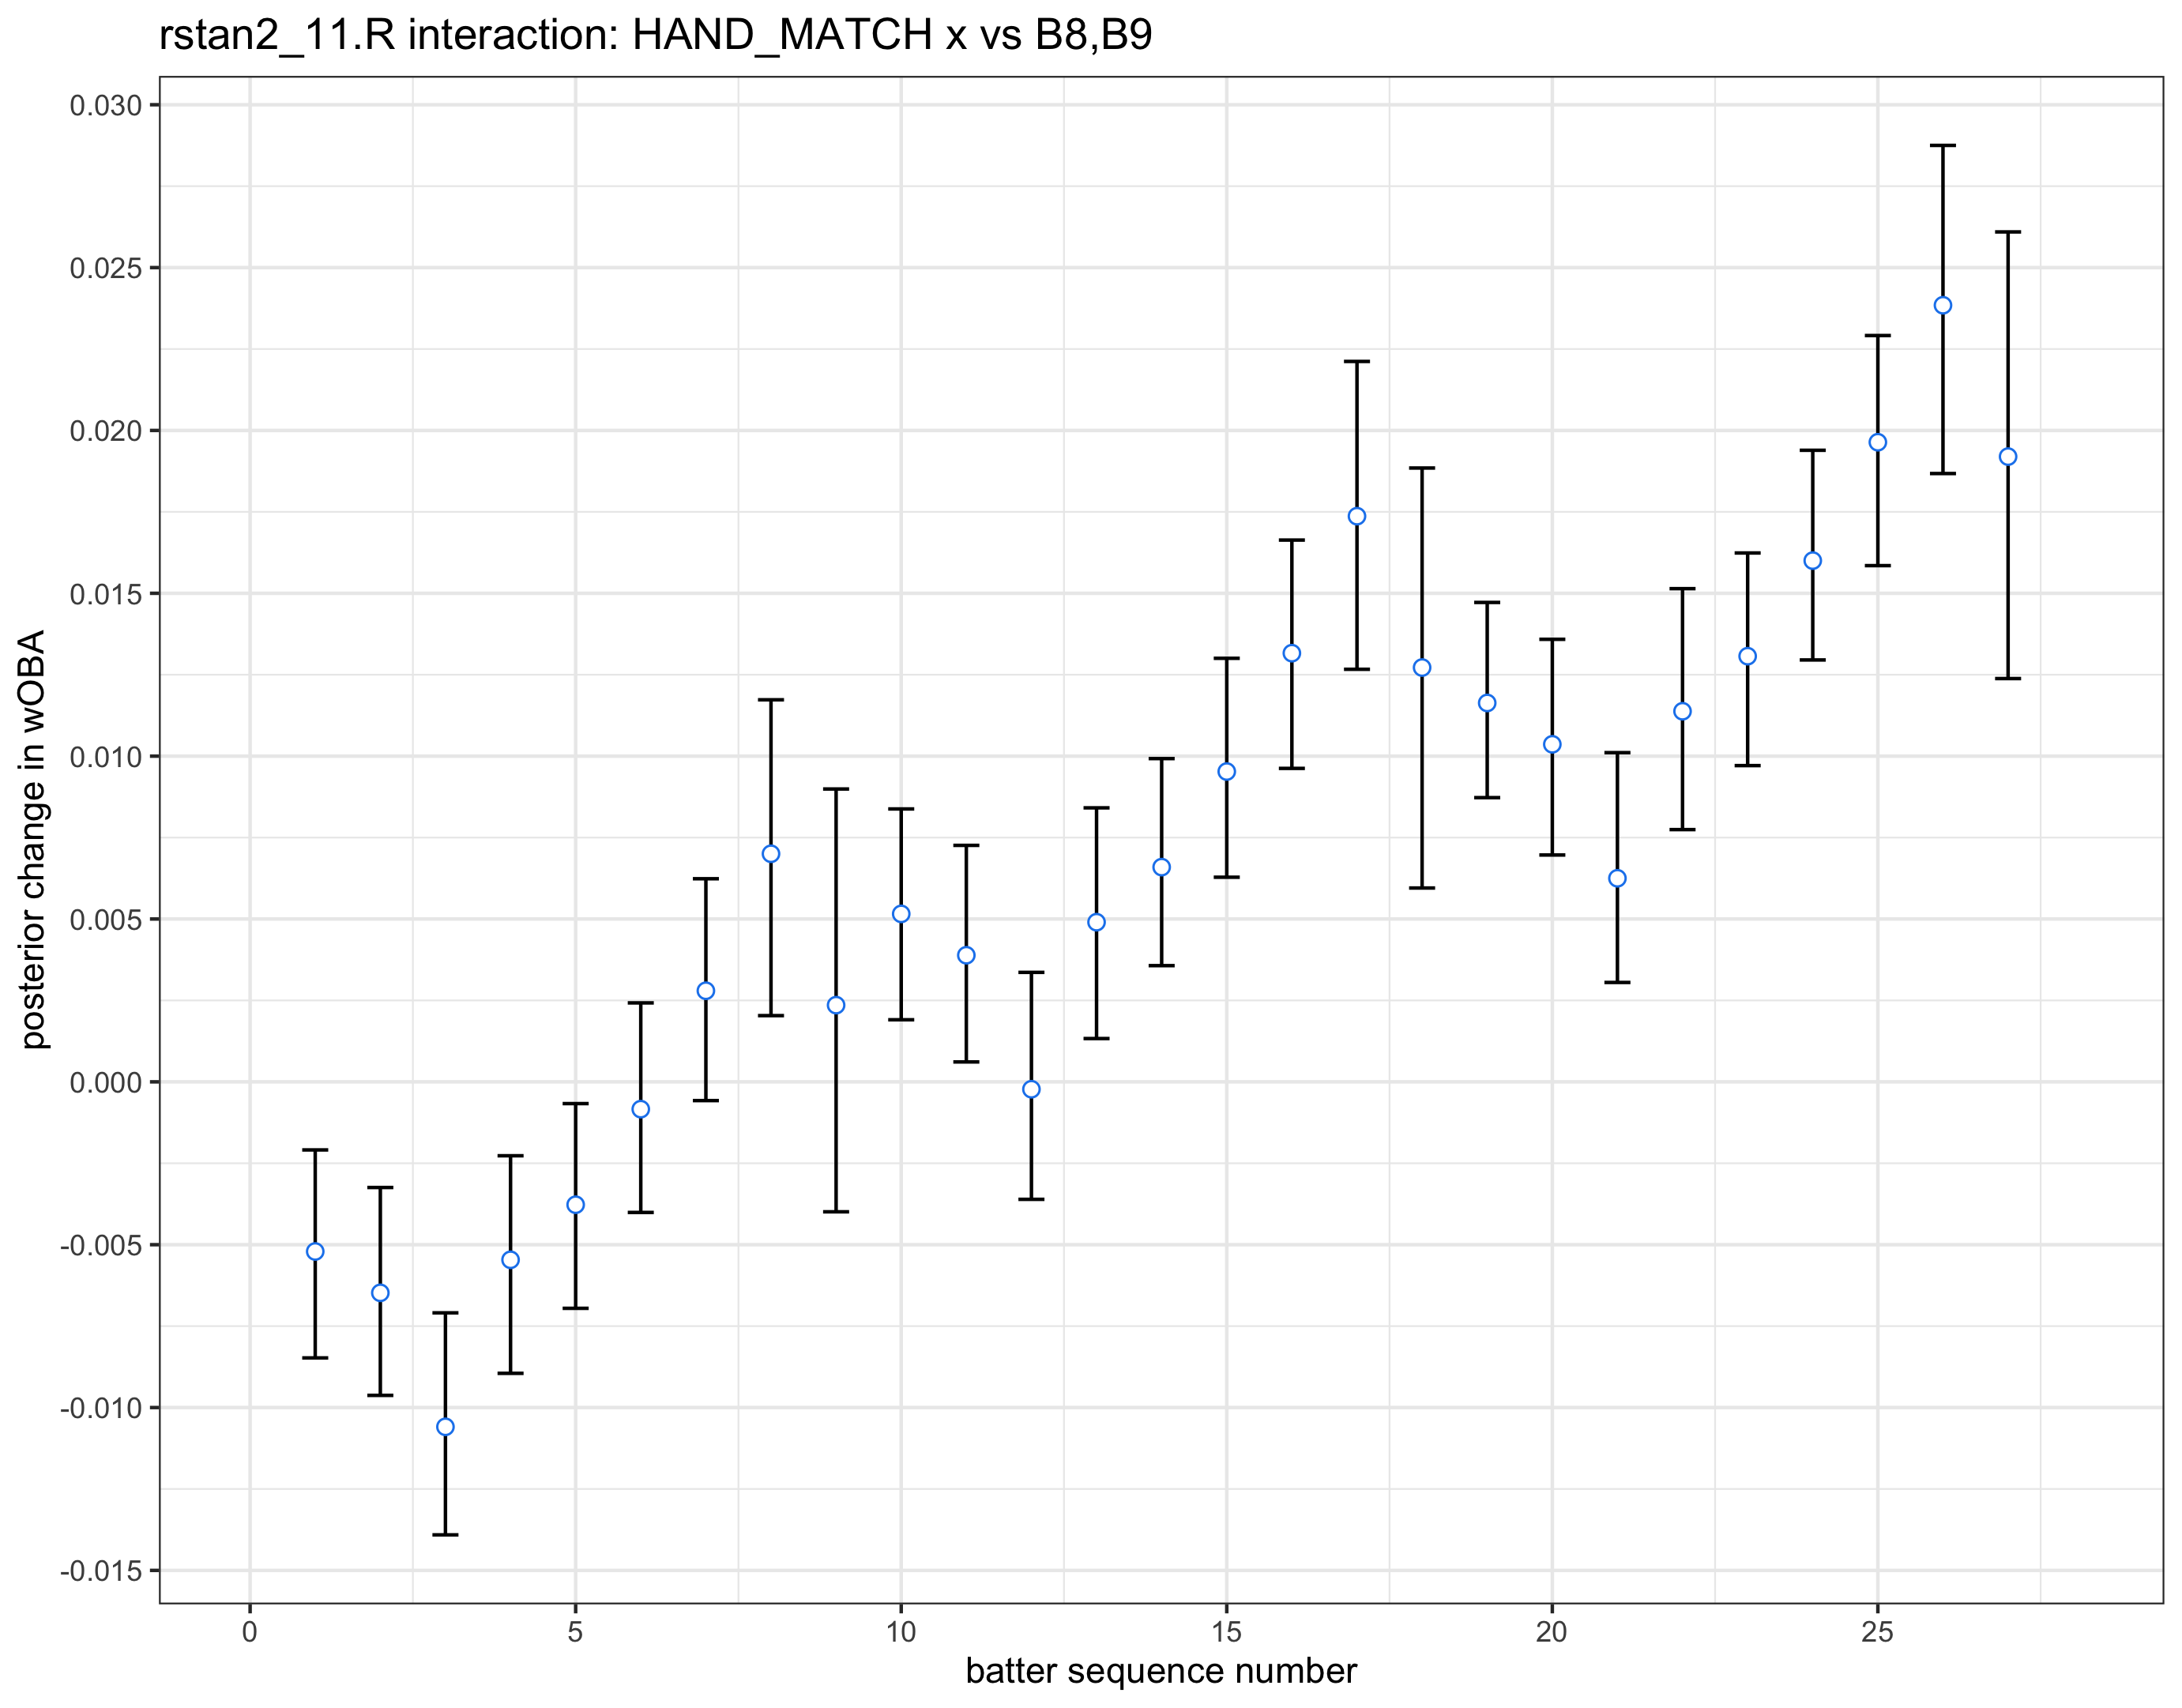 rstan2_11.R interaction: HAND_MATCH x vs B8,B9
posterior change in wOBA
0.030
0.025
0.020
0.015
0.010
0.005
0.000
-0.005
-0.010
-0.015
0 5 10 15 20 25
batter sequence number